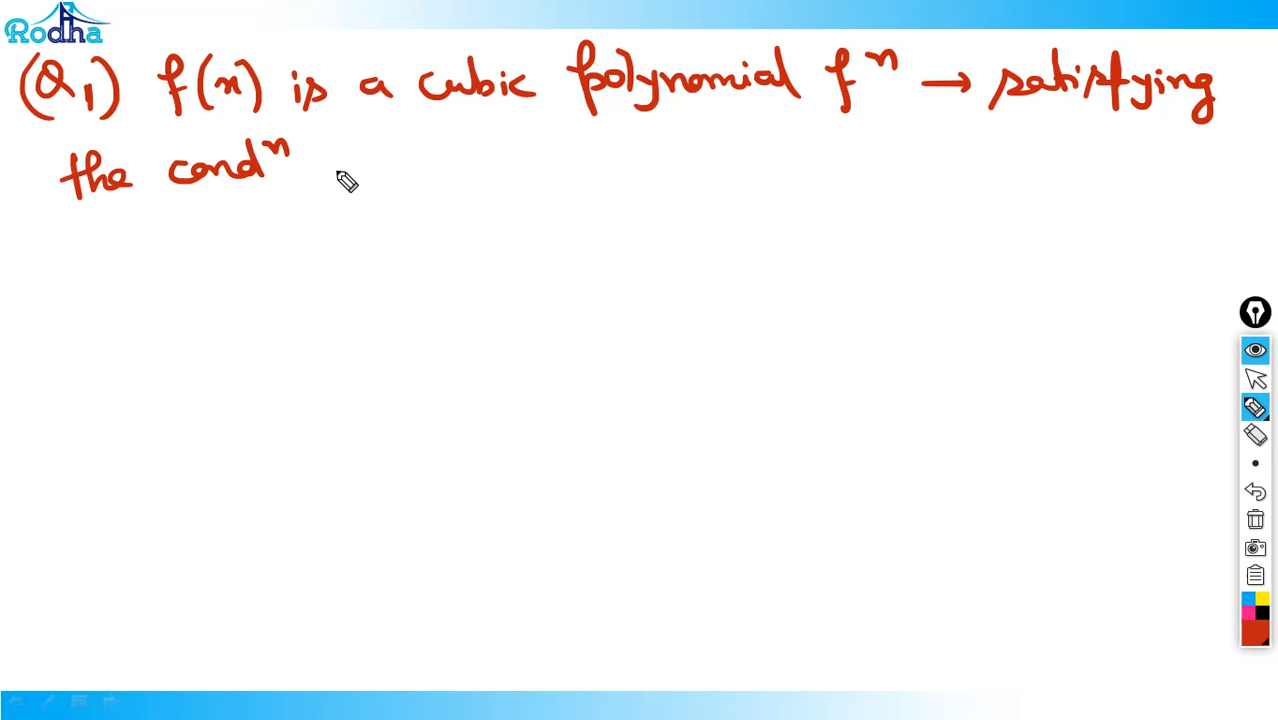 Rodha
(Q1) f(x) is a cubic polynomial fⁿ → satisfying
the condⁿ